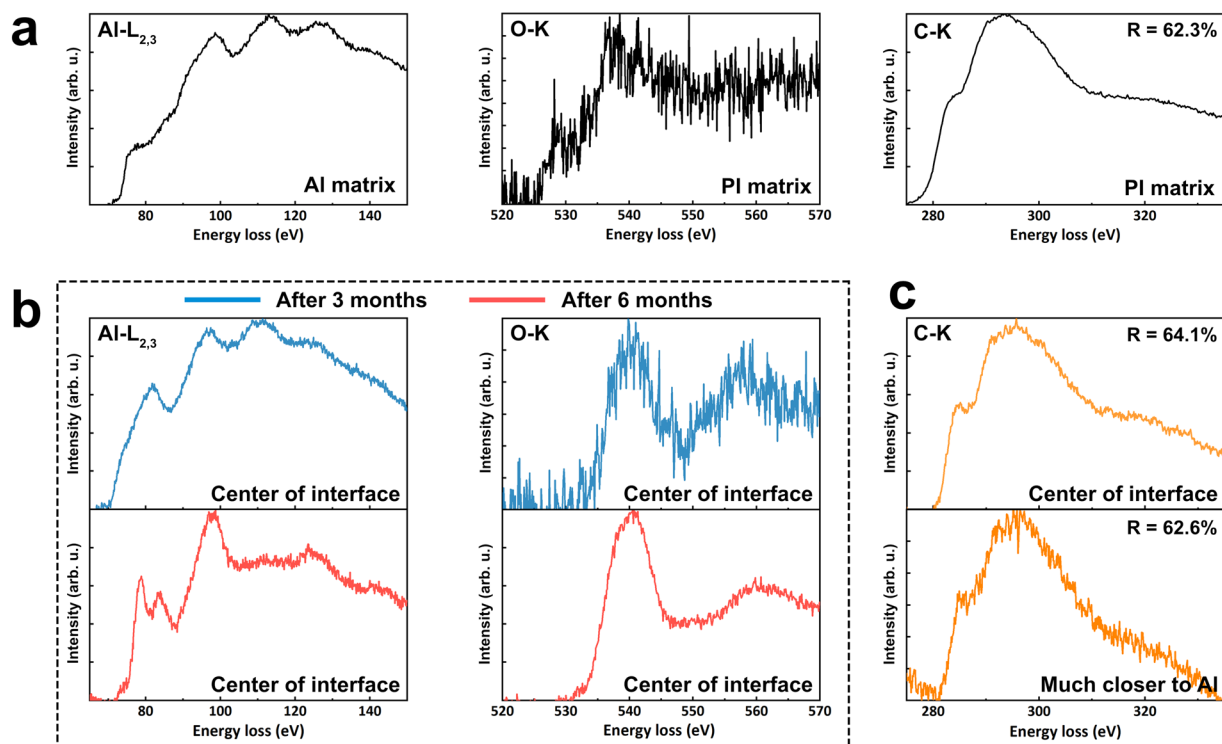 a
Al-L2,3
Intensity (arb. u.)
Al matrix
80 100 120 140
Energy loss (eV)
O-K
Intensity (arb. u.)
PI matrix
520 530 540 550 560 570
Energy loss (eV)
C-K
R = 62.3%
Intensity (arb. u.)
PI matrix
280 300 320
Energy loss (eV)
b
After 3 months After 6 months
Al-L2,3
Intensity (arb. u.)
Center of interface
Intensity (arb. u.)
Center of interface
80 100 120 140
Energy loss (eV)
O-K
Intensity (arb. u.)
Center of interface
Intensity (arb. u.)
Center of interface
520 530 540 550 560 570
Energy loss (eV)
c
C-K
R = 64.1%
Intensity (arb. u.)
Center of interface
R = 62.6%
Intensity (arb. u.)
Much closer to Al
280 300 320
Energy loss (eV)